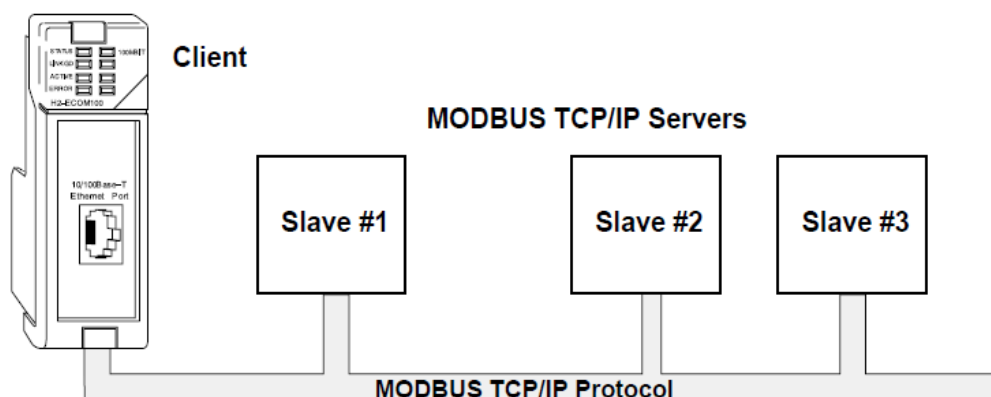 Client
STATUS
100MBIT
LINKGD
ACTIVE
ERROR
H2-ECOM100
MODBUS TCP/IP Servers
10/100Base-T
Ethernet Port
Slave #1
Slave #2
Slave #3
MODBUS TCP/IP Protocol